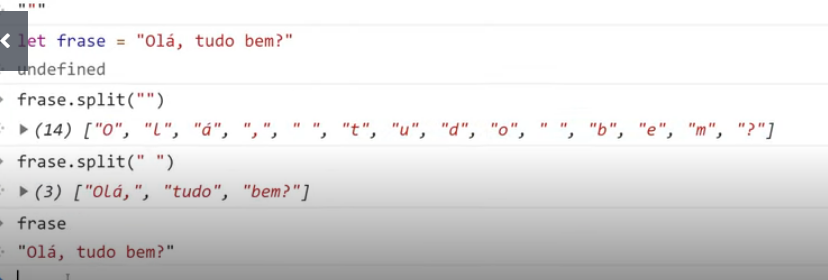 """
let frase = "Olá, tudo bem?"
undefined
frase.split("")
(14) ["O", "l", "á", ",", " ", "t", "u", "d", "o", " ", "b", "e", "m", "?"]
frase.split(" ")
(3) ["Olá,", "tudo", "bem?"]
frase
"Olá, tudo bem?"